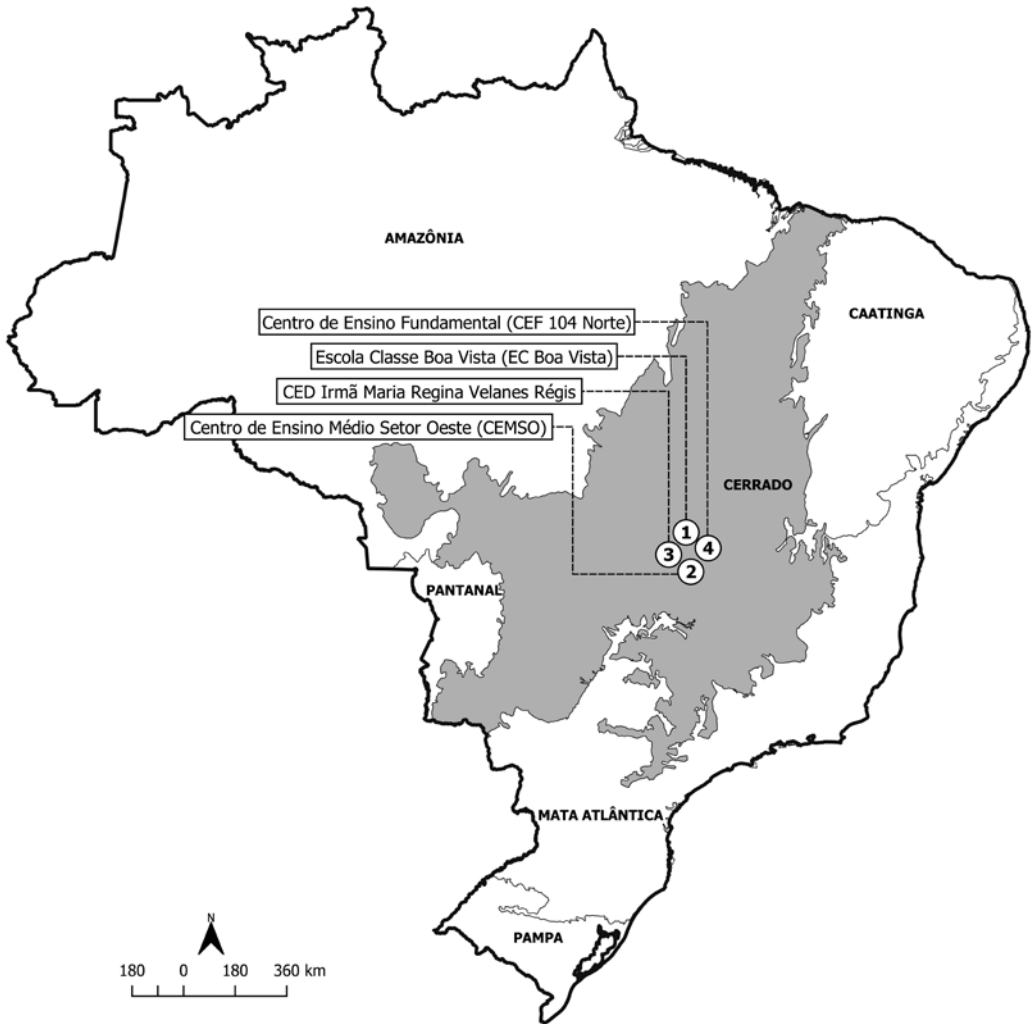 AMAZÔNIA
CAATINGA
Centro de Ensino Fundamental (CEF 104 Norte)
Escola Classe Boa Vista (EC Boa Vista)
CED Irmã Maria Regina Velanes Régis
Centro de Ensino Médio Setor Oeste (CEMSO)
CERRADO
1
3
4
2
PANTANAL
MATA ATLÂNTICA
PAMPA
N
180 0 180 360 km